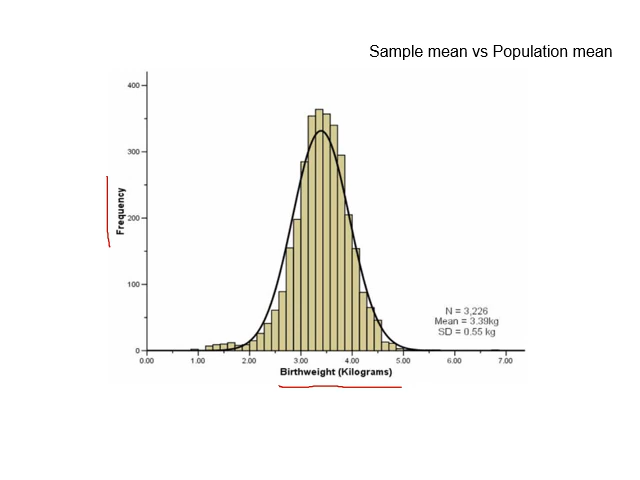 Sample mean vs Population mean
400
300
200
100
0
Frequency
N = 3,226
Mean = 3.39kg
SD = 0.55 kg
0.00 1.00 2.00 3.00 4.00 5.00 6.00 7.00
Birthweight (Kilograms)